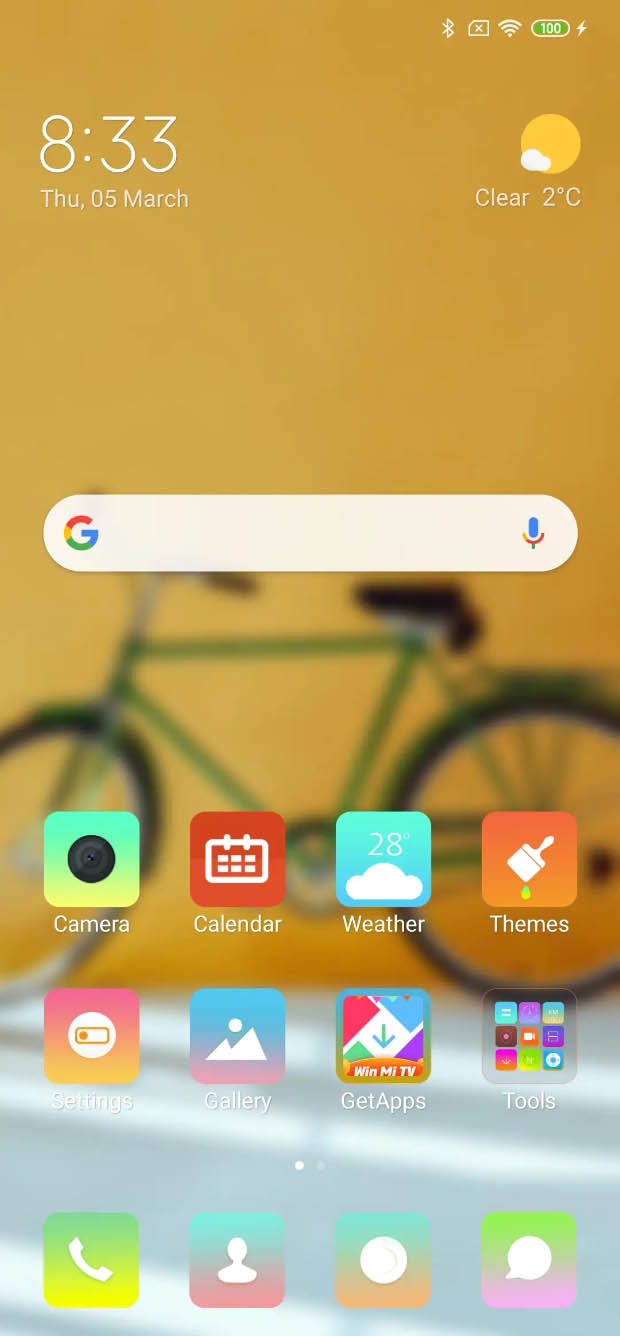 100
8:33
Thu, 05 March
Clear 2°C
28°
Camera
Calendar
Weather
Themes
Win Mi TV
Settings
Gallery
GetApps
Tools